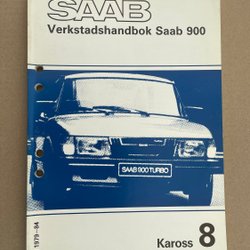 SAAB
Verkstadshandbok Saab 900
SAAB 900 TURBO
1979–84
Kaross 8